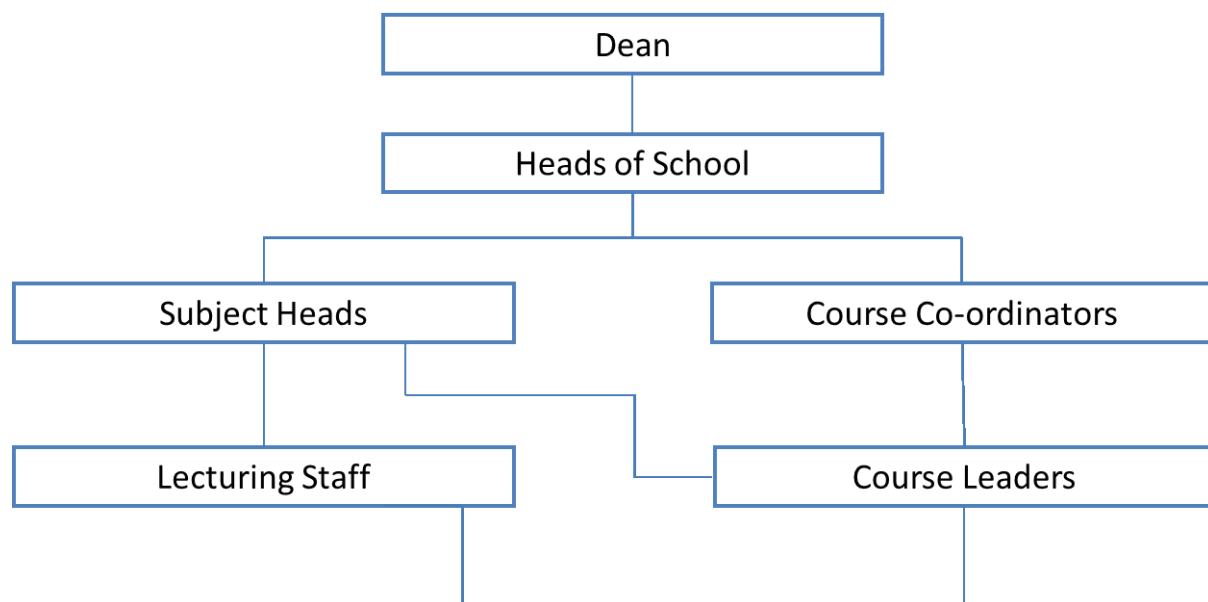 Dean
Heads of School
Subject Heads
Course Co-ordinators
Lecturing Staff
Course Leaders